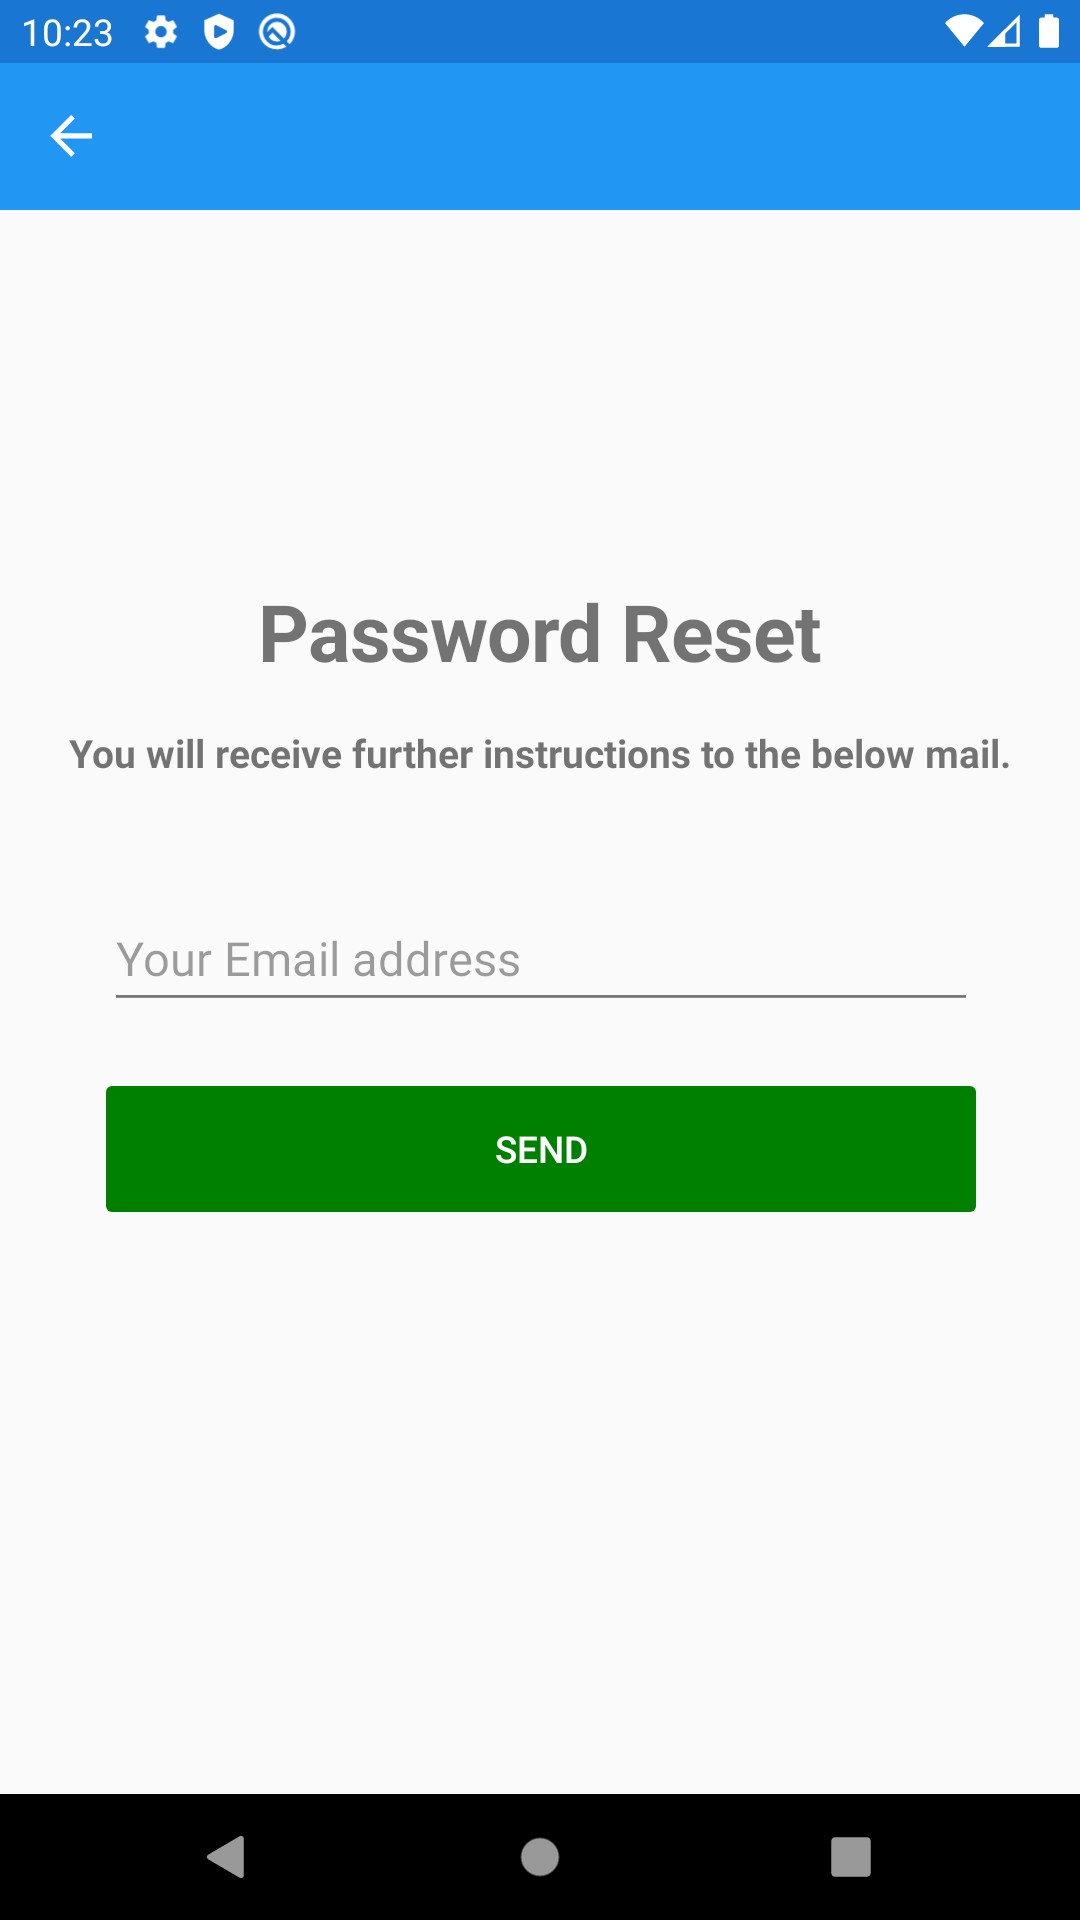 10:23
Password Reset
You will receive further instructions to the below mail.
Your Email address
SEND